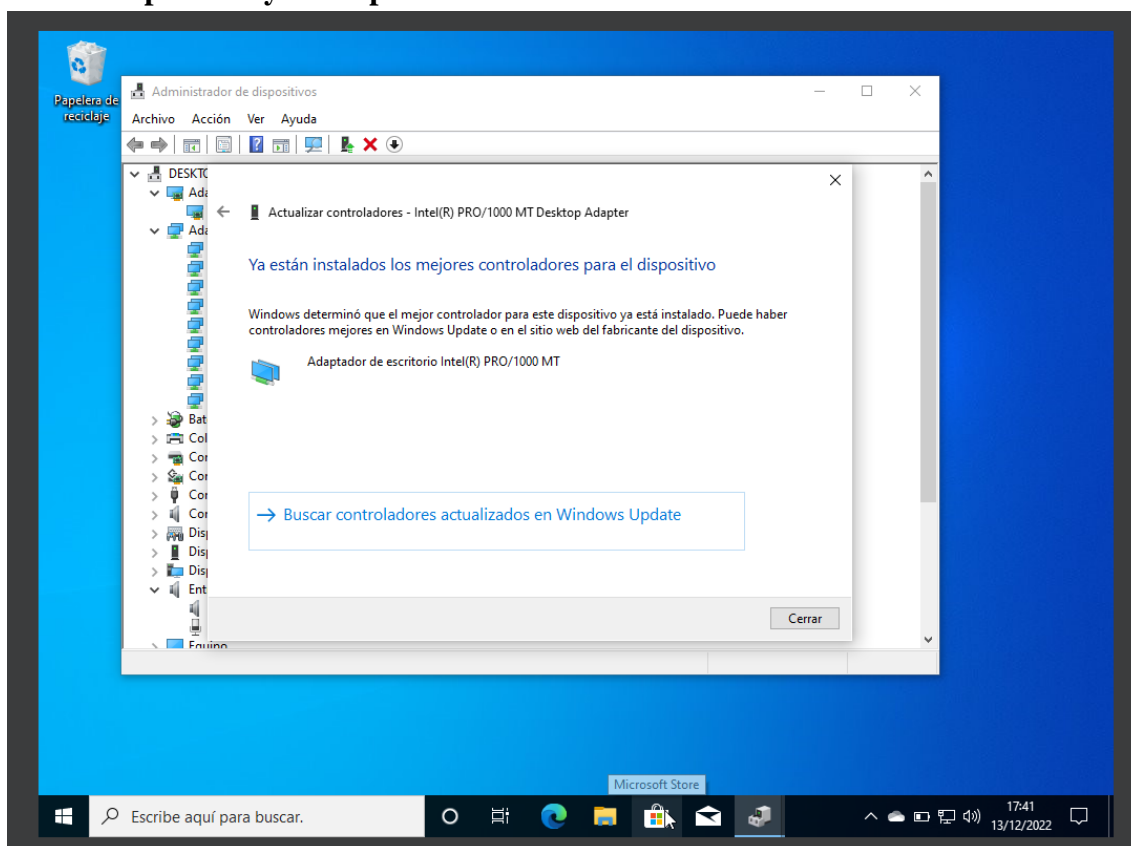 Papelera de
reciclaje
Administrador de dispositivos
Archivo Acción Ver Ayuda
DESKTO
Ada
Ada
Bat
Col
Con
Con
Con
Con
Disp
Disp
Disp
Ent
Equipo
Actualizar controladores - Intel(R) PRO/1000 MT Desktop Adapter
Ya están instalados los mejores controladores para el dispositivo
Windows determinó que el mejor controlador para este dispositivo ya está instalado. Puede haber
controladores mejores en Windows Update o en el sitio web del fabricante del dispositivo.
Adaptador de escritorio Intel(R) PRO/1000 MT
Buscar controladores actualizados en Windows Update
Cerrar
Microsoft Store
Escribe aquí para buscar.
17:41
13/12/2022